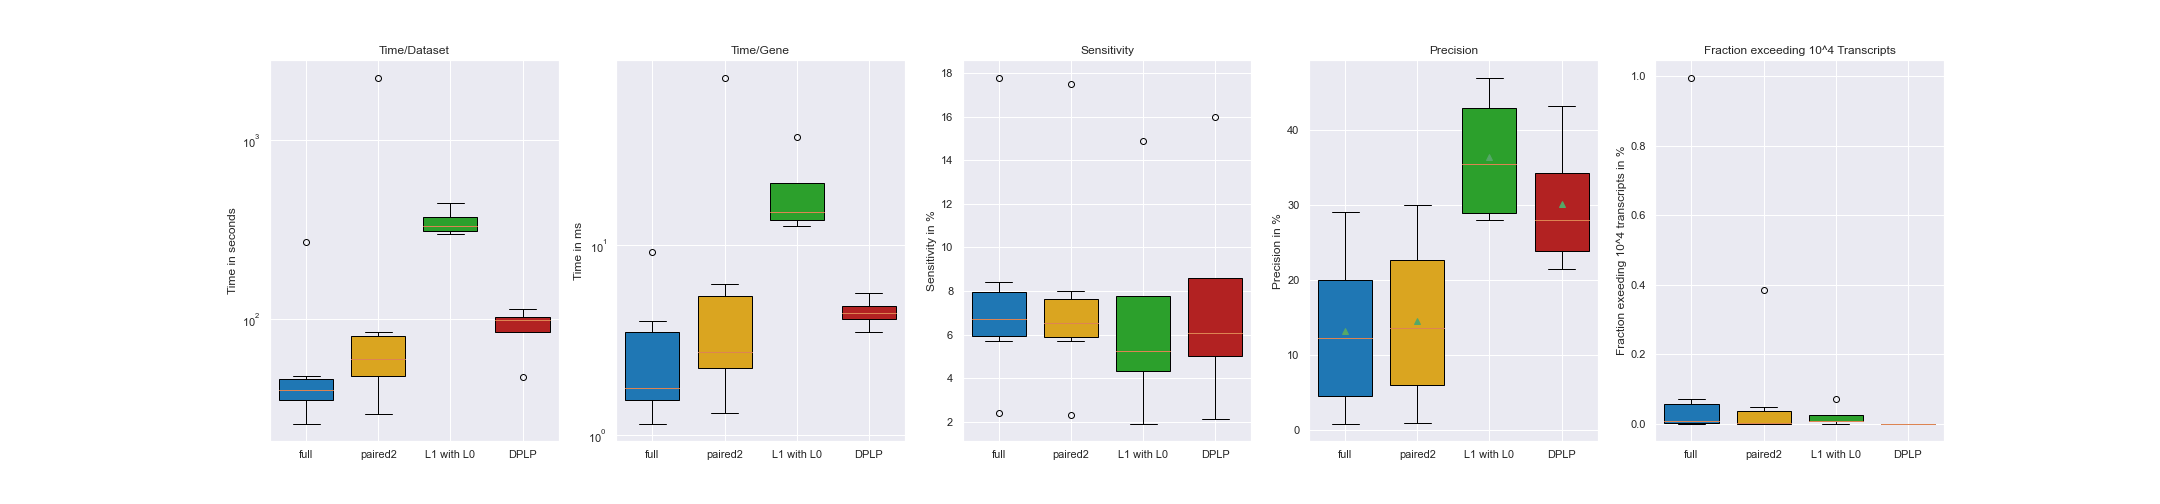 Time/Dataset
Time in seconds
10^3
10^2
full
paired2
L1 with L0
DPLP
Time/Gene
Time in ms
10^1
10^0
full
paired2
L1 with L0
DPLP
Sensitivity
Sensitivity in %
18
16
14
12
10
8
6
4
2
full
paired2
L1 with L0
DPLP
Precision
Precision in %
40
30
20
10
0
full
paired2
L1 with L0
DPLP
Fraction exceeding 10^4 Transcripts
Fraction exeeding 10^4 transcripts in %
1.0
0.8
0.6
0.4
0.2
0.0
full
paired2
L1 with L0
DPLP